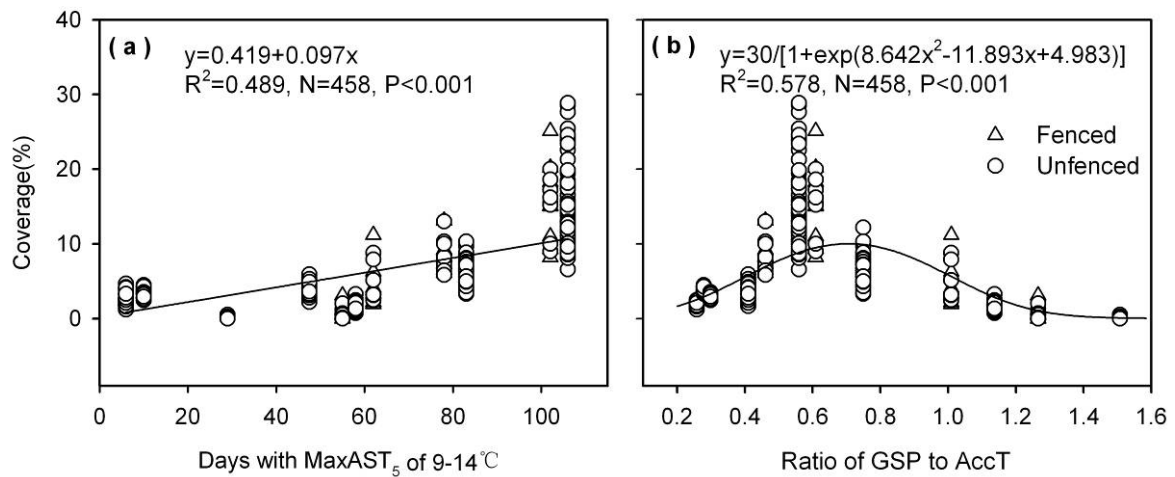 ( a )
y=0.419+0.097x
R²=0.489, N=458, P<0.001
( b )
y=30/[1+exp(8.642x²-11.893x+4.983)]
R²=0.578, N=458, P<0.001
Fenced
Unfenced
Coverage(%)
40
30
20
10
0
0 20 40 60 80 100
0.2 0.4 0.6 0.8 1.0 1.2 1.4 1.6
Days with MaxAST₅ of 9-14℃
Ratio of GSP to AccT